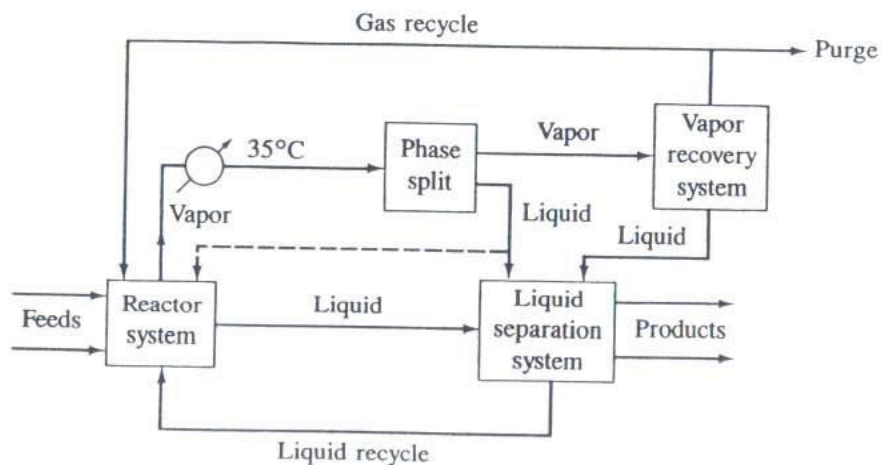 Gas recycle
Purge
35°C
Phase
split
Vapor
Vapor
recovery
system
Vapor
Liquid
Liquid
Feeds
Reactor
system
Liquid
Liquid
separation
system
Products
Liquid recycle